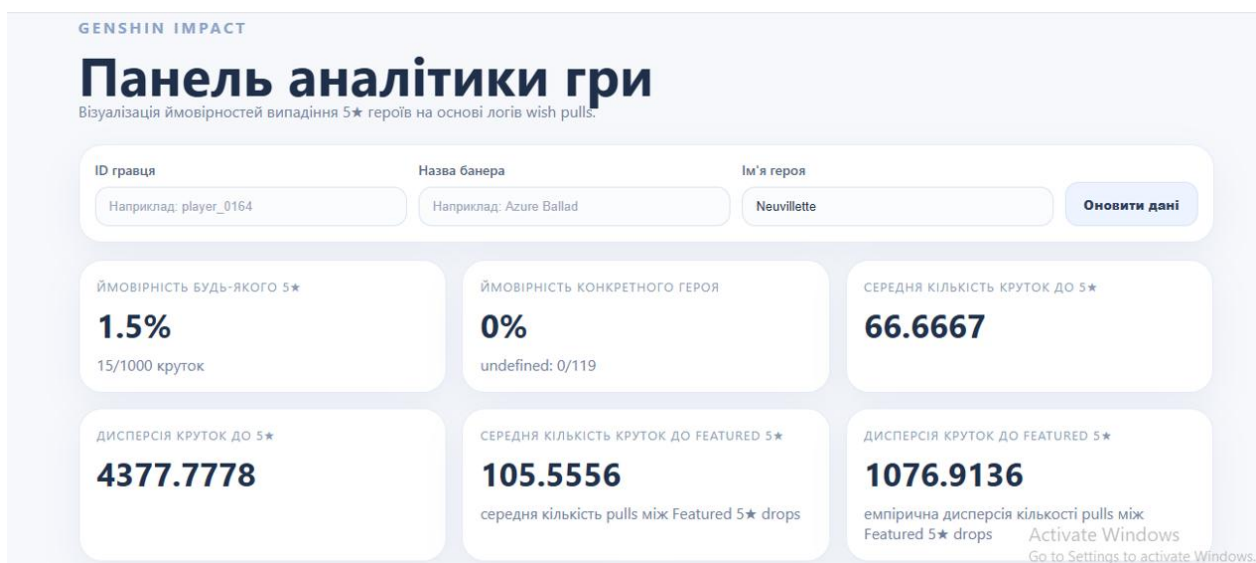 GENSHIN IMPACT
Панель аналітики гри
Візуалізація ймовірностей випадіння 5★ героїв на основі логів wish pulls.
ID гравця
Назва банера
Ім'я героя
Наприклад: player_0164
Наприклад: Azure Ballad
Neuvillette
Оновити дані
ЙМОВІРНІСТЬ БУДЬ-ЯКОГО 5★
1.5%
15/1000 круток
ЙМОВІРНІСТЬ КОНКРЕТНОГО ГЕРОЯ
0%
undefined: 0/119
СЕРЕДНЯ КІЛЬКІСТЬ КРУТОК ДО 5★
66.6667
ДИСПЕРСІЯ КРУТОК ДО 5★
4377.7778
СЕРЕДНЯ КІЛЬКІСТЬ КРУТОК ДО FEATURED 5★
105.5556
середня кількість pulls між Featured 5★ drops
ДИСПЕРСІЯ КРУТОК ДО FEATURED 5★
1076.9136
емпірична дисперсія кількості pulls між
Featured 5★ drops
Activate Windows
Go to Settings to activate Windows.